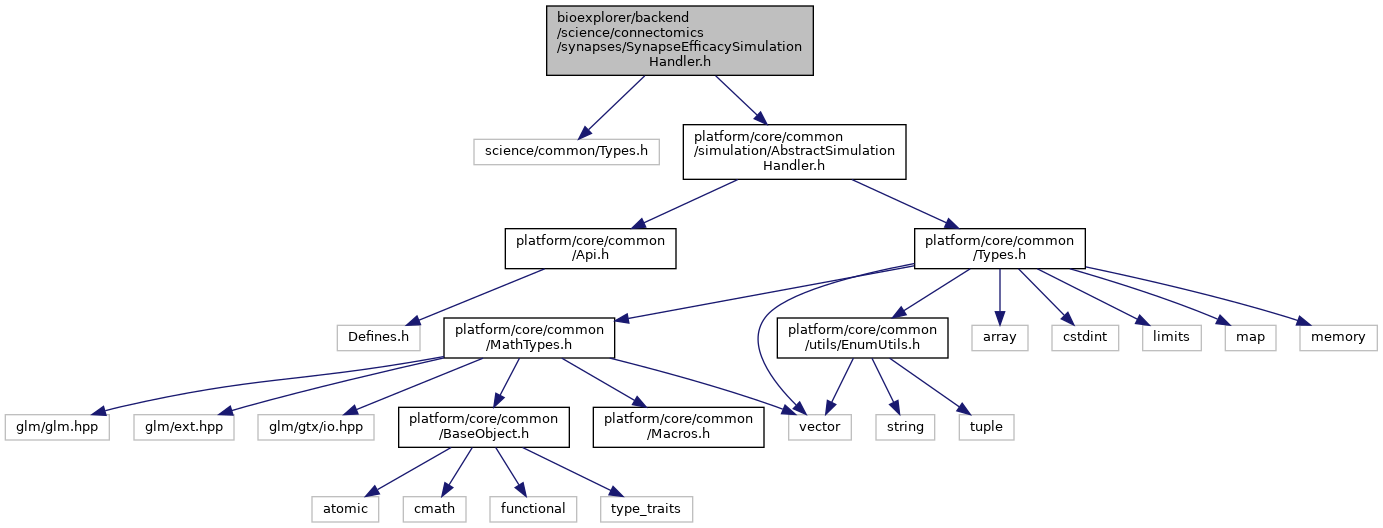 bioexplorer/backend
/science/connectomics
/synapses/SynapseEfficacySimulation
Handler.h
science/common/Types.h
platform/core/common
/simulation/AbstractSimulation
Handler.h
platform/core/common
/Api.h
platform/core/common
/Types.h
Defines.h
platform/core/common
/MathTypes.h
platform/core/common
/utils/EnumUtils.h
array
cstdint
limits
map
memory
glm/glm.hpp
glm/ext.hpp
glm/gtx/io.hpp
platform/core/common
/BaseObject.h
platform/core/common
/Macros.h
vector
string
tuple
atomic
cmath
functional
type_traits